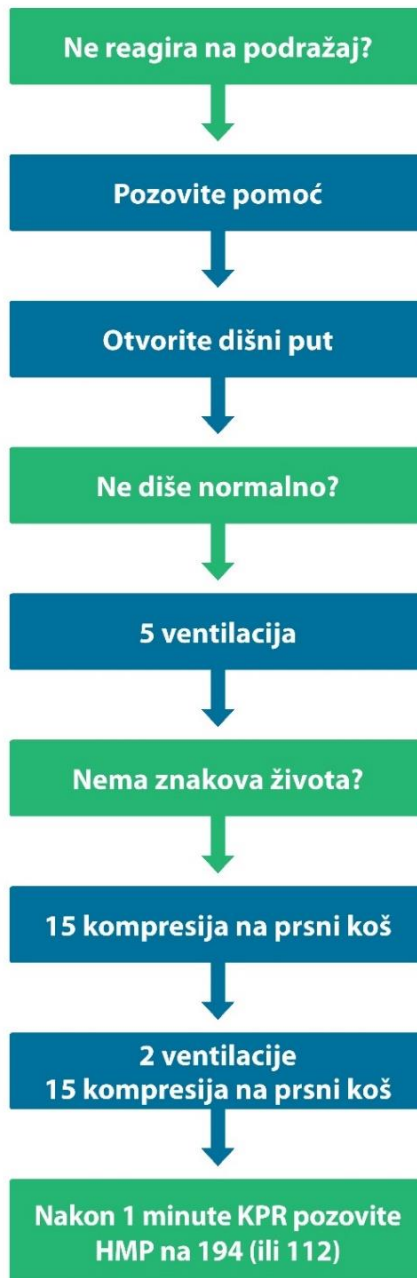 Ne reagira na podražaj?
Pozovite pomoć
Otvorite dišni put
Ne diše normalno?
5 ventilacija
Nema znakova života?
15 kompresija na prsni koš
2 ventilacije
15 kompresija na prsni koš
Nakon 1 minute KPR pozovite
HMP na 194 (ili 112)